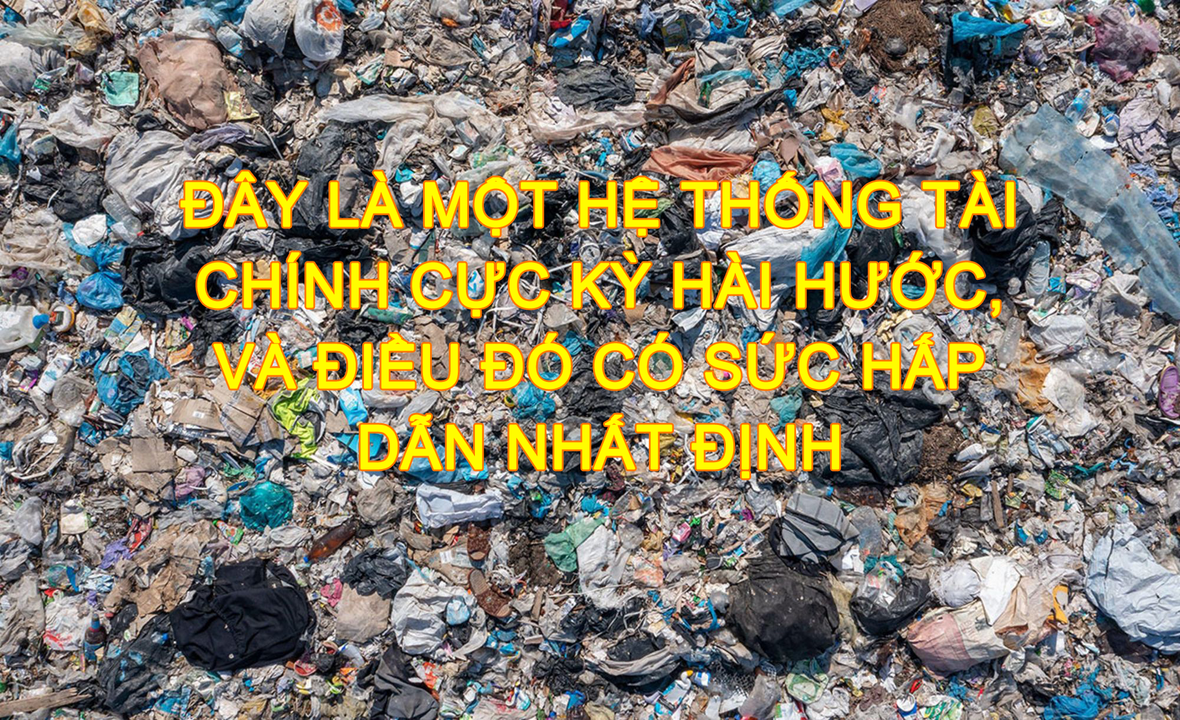 ĐÂY LÀ MỘT HỆ THỐNG TÀI
CHÍNH CỰC KỲ HÀI HƯỚC,
VÀ ĐIỀU ĐÓ CÓ SỨC HẤP
DẪN NHẤT ĐỊNH